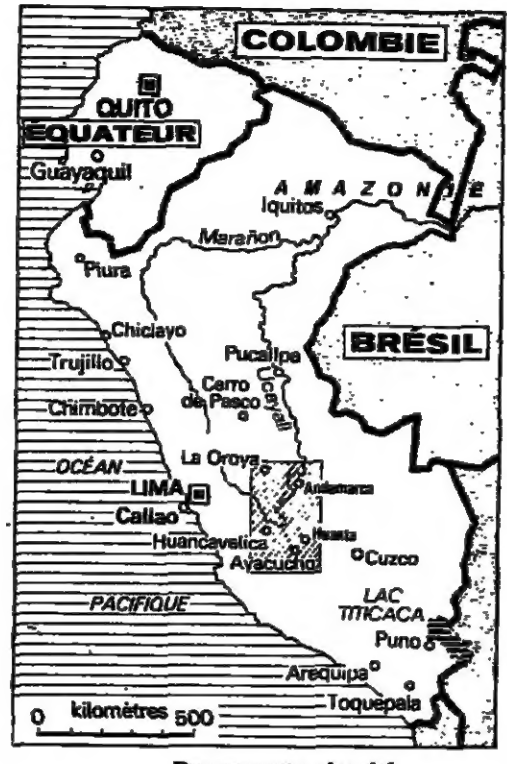 COLOMBIE
QUITO
ÉQUATEUR
Guayaquil
AMAZONIE
Iquitos
Marañon
Piura
Chiclayo
Pucallpa
BRÉSIL
Trujillo
Ucayali
Cerro
de Pasco
Chimbote
OCÉAN
La Oroya
LIMA
Andamarca
Callao
Huancavelica
Huanta
Ayacucho
Cuzco
PACIFIQUE
LAC
TITICACA
Puno
Arequipa
Toquepala
0 kilomètres 500